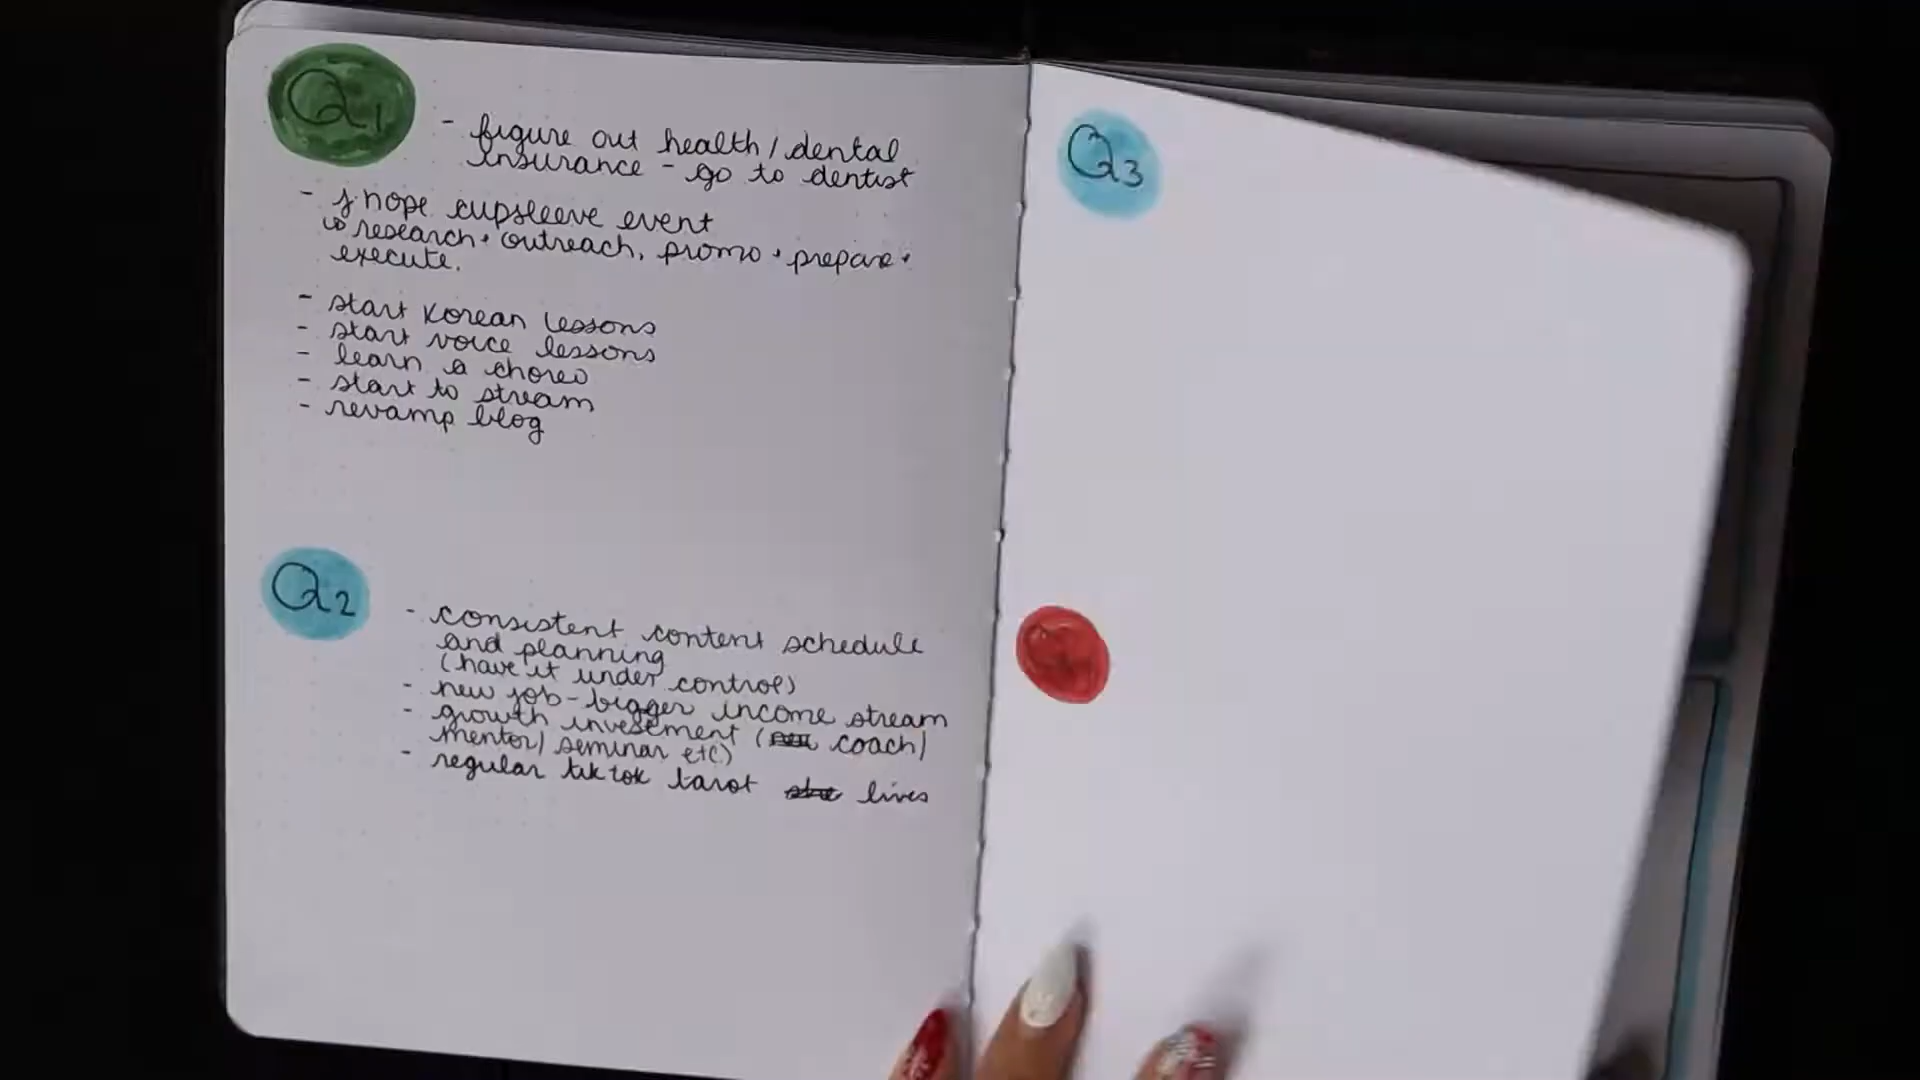 Q1
- figure out health/dental
insurance - go to dentist
- j.hope cupsleeve event
↳ research + outreach, promo + prepare +
execute.
- start Korean lessons
- start voice lessons
- learn a choreo
- start to stream
- revamp blog
Q2
- consistent content schedule
and planning
(have it under control)
- new job - bigger income stream
- growth investment ( coach/
mentor/ seminar etc)
- regular tik tok tarot lives
Q3